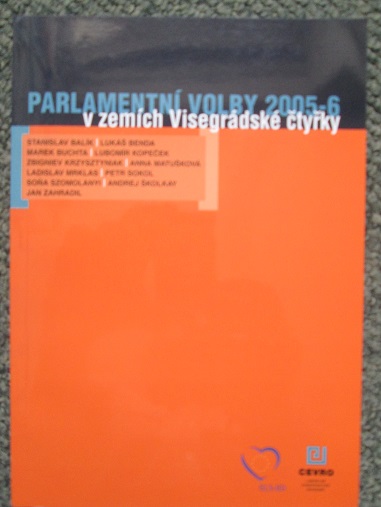 PARLAMENTNÍ VOLBY 2005-6
v zemích Visegrádské čtyřky
STANISLAV BALÍK | LUKÁŠ BENDA
MAREK BUCHTA | LUBOMÍR KOPEČEK
ZBIGNIEW KRZYSZTYNIAK | ANNA MATUŠKOVÁ
LADISLAV MRKLAS | PETR SOKOL
SOŇA SZOMOLÁNYI | ANDREJ ŠKOLKAY
JAN ZAHRADIL
CEVRO